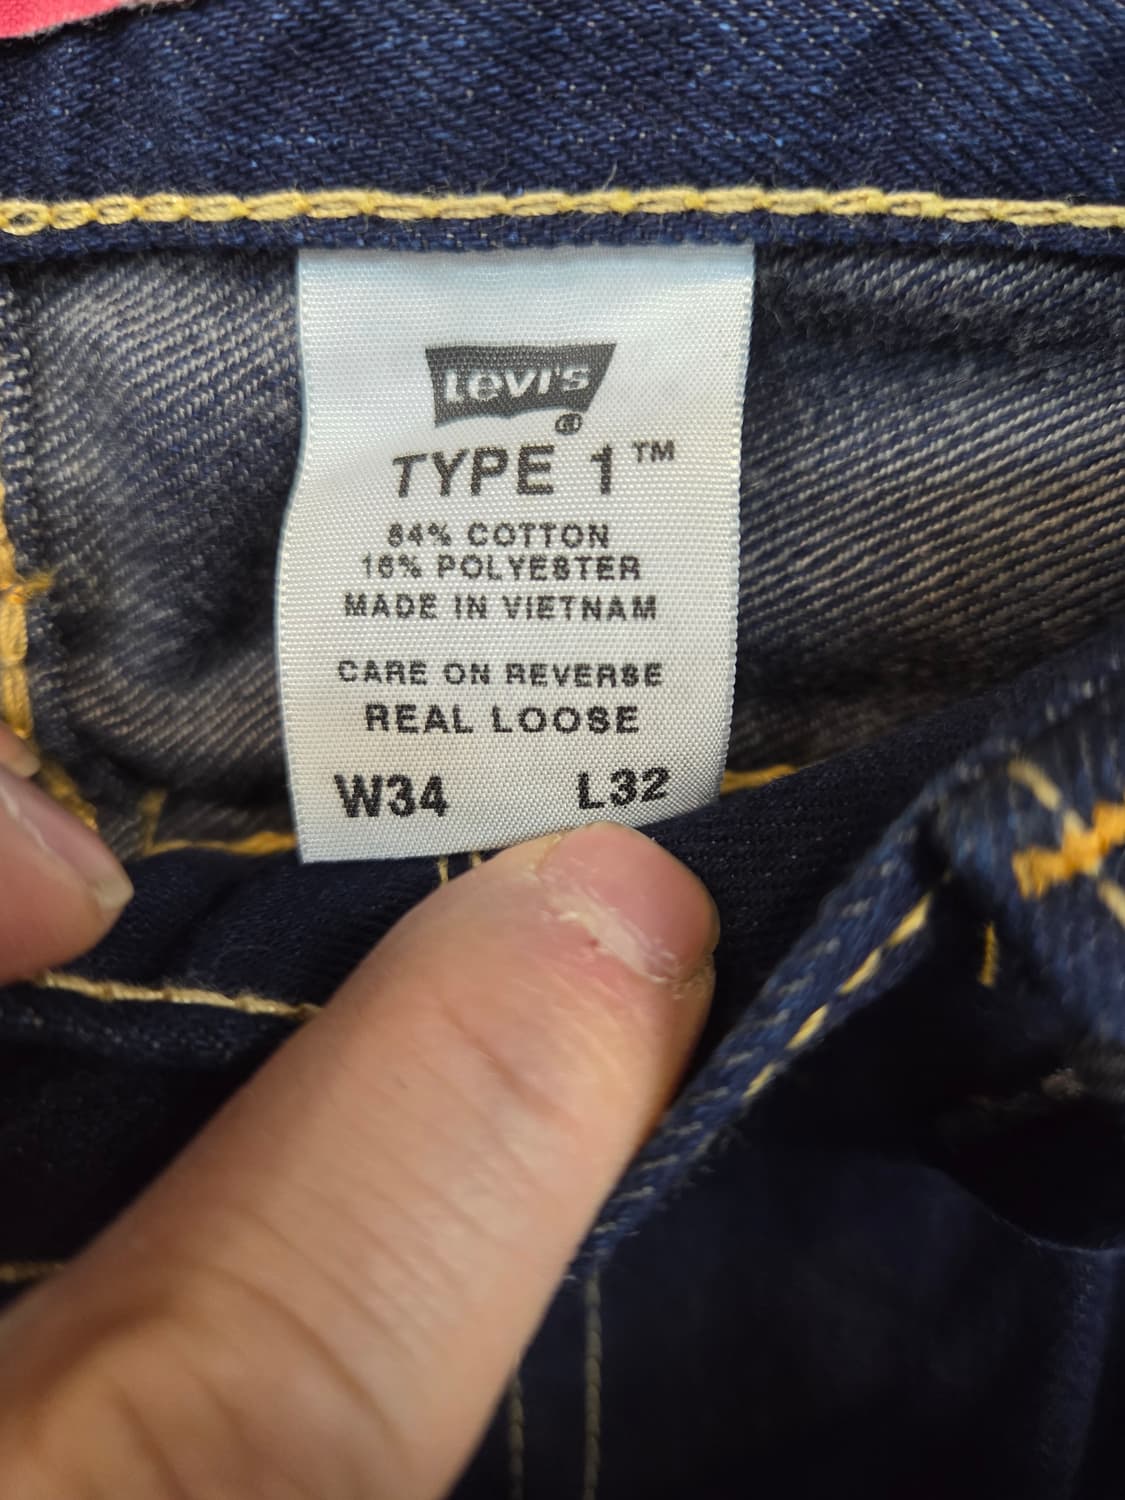 Levi's ®
TYPE 1™
84% COTTON
16% POLYESTER
MADE IN VIETNAM
CARE ON REVERSE
REAL LOOSE
W34 L32